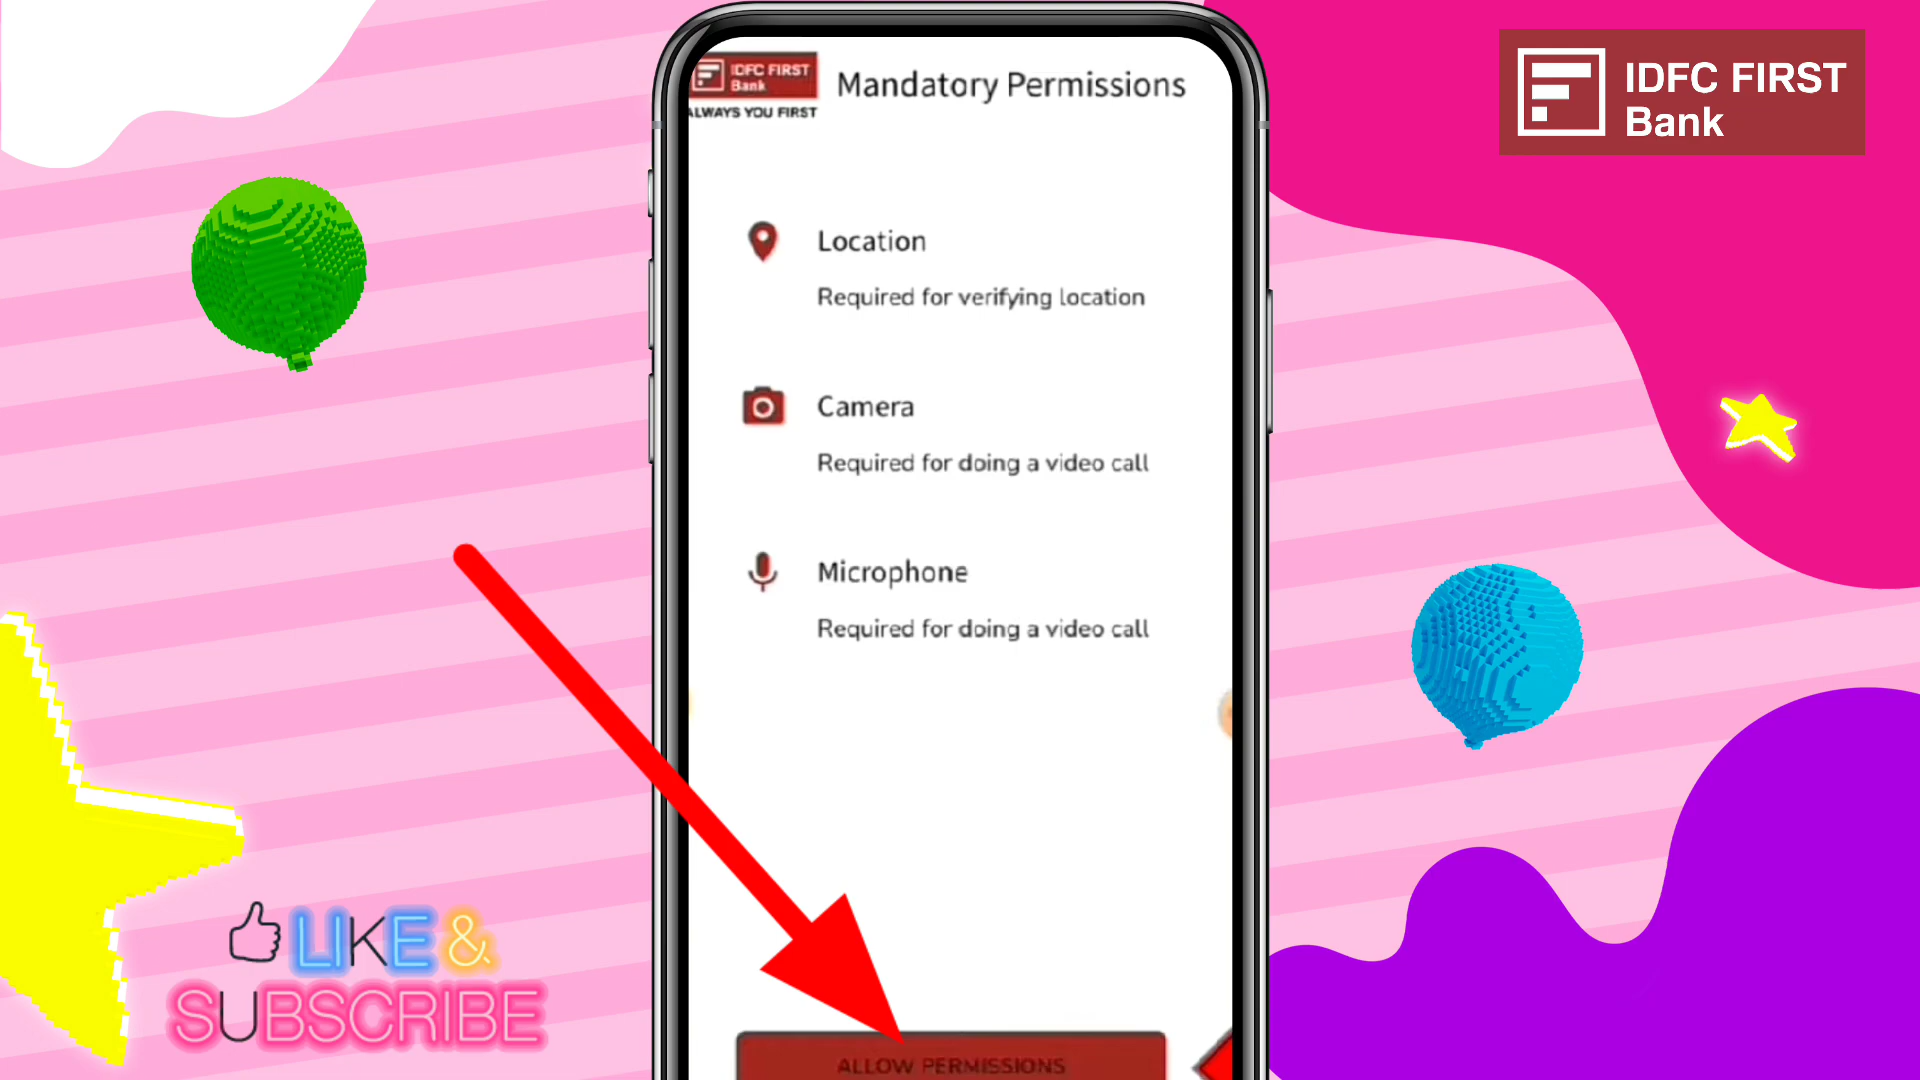 IDFC FIRST
Bank
ALWAYS YOU FIRST
Mandatory Permissions
Location
Required for verifying location
Camera
Required for doing a video call
Microphone
Required for doing a video call
ALLOW PERMISSIONS
IDFC FIRST
Bank
LIKE &
SUBSCRIBE